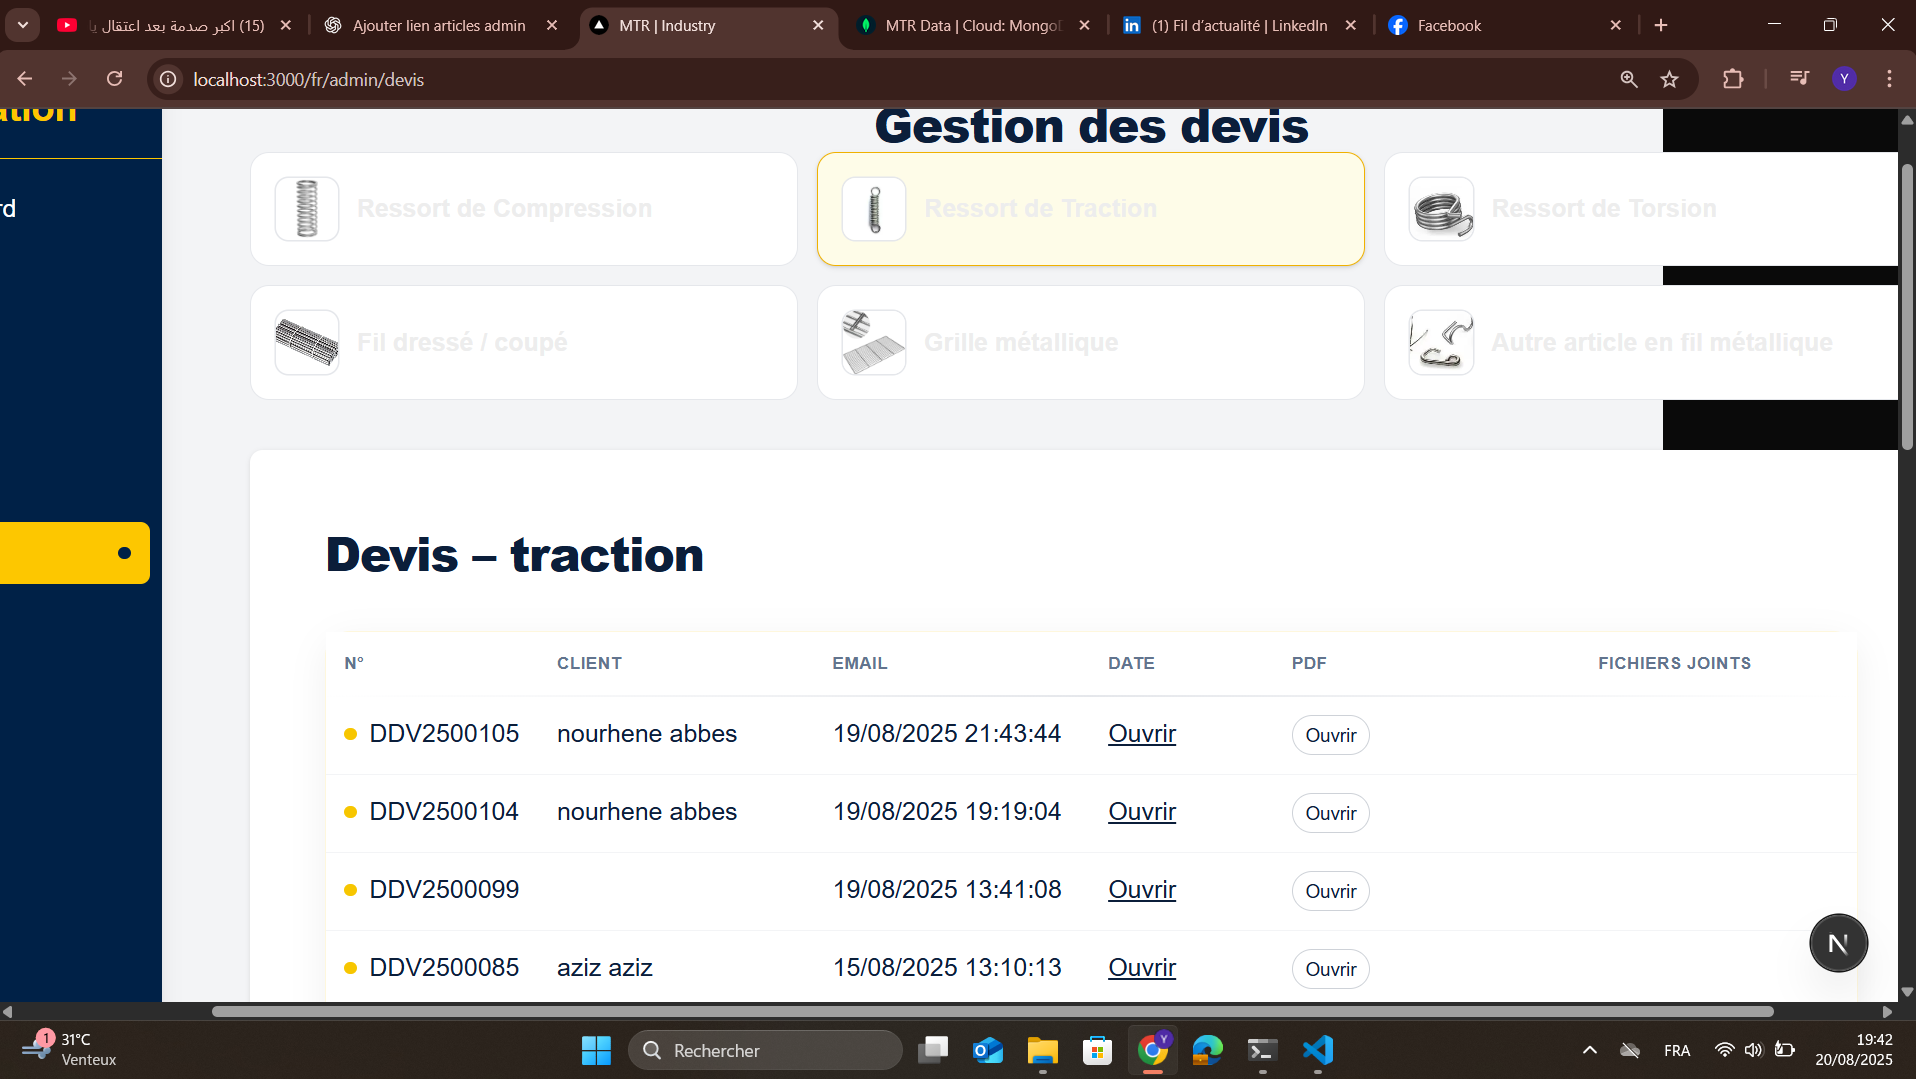 (15) اكبر صدمة بعد اعتقال يا
Ajouter lien articles admin
MTR | Industry
MTR Data | Cloud: Mongo
(1) Fil d'actualité | LinkedIn
Facebook
localhost:3000/fr/admin/devis
Y
ation
rd
Gestion des devis
Ressort de Compression
Ressort de Traction
Ressort de Torsion
Fil dressé / coupé
Grille métallique
Autre article en fil métallique
Devis – traction
N° CLIENT EMAIL DATE PDF FICHIERS JOINTS
DDV2500105 nourhene abbes 19/08/2025 21:43:44 Ouvrir Ouvrir
DDV2500104 nourhene abbes 19/08/2025 19:19:04 Ouvrir Ouvrir
DDV2500099 19/08/2025 13:41:08 Ouvrir Ouvrir
DDV2500085 aziz aziz 15/08/2025 13:10:13 Ouvrir Ouvrir
N
1
31°C
Venteux
Rechercher
Y
FRA
19:42
20/08/2025